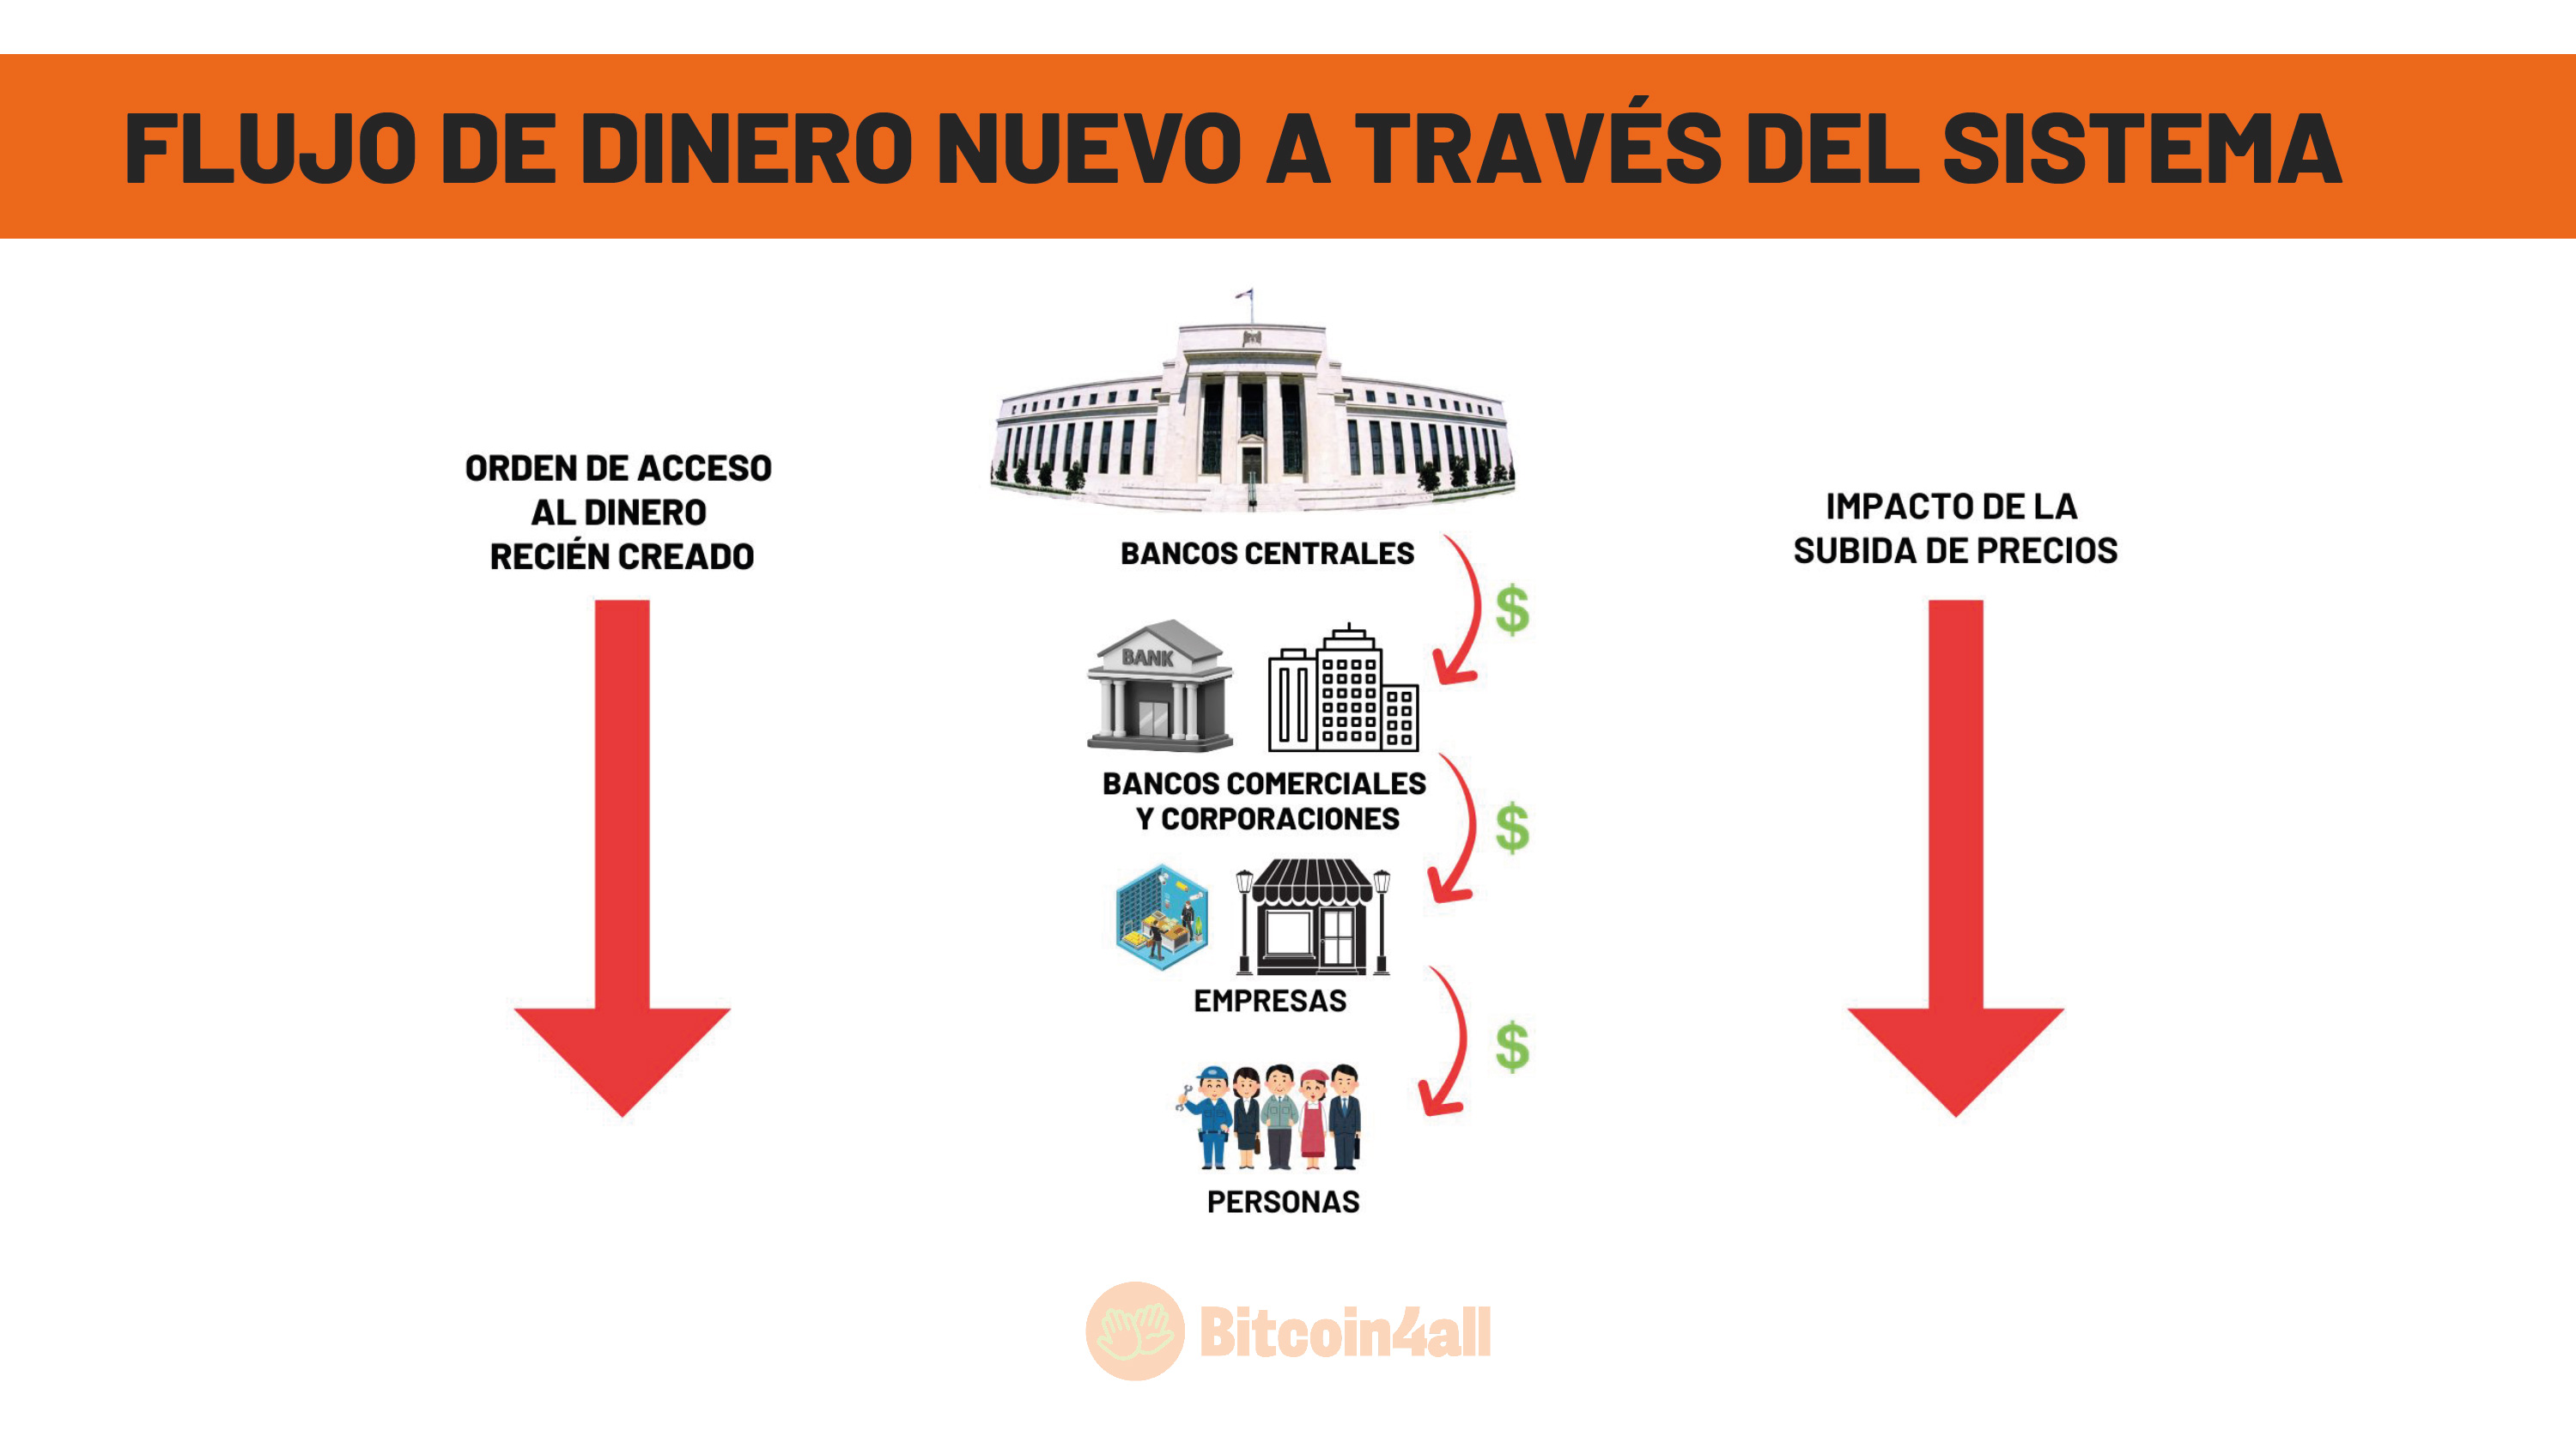 FLUJO DE DINERO NUEVO A TRAVÉS DEL SISTEMA
ORDEN DE ACCESO
AL DINERO
RECIÉN CREADO
BANCOS CENTRALES
$
BANK
BANCOS COMERCIALES
Y CORPORACIONES
$
EMPRESAS
$
PERSONAS
IMPACTO DE LA
SUBIDA DE PRECIOS
Bitcoin4all